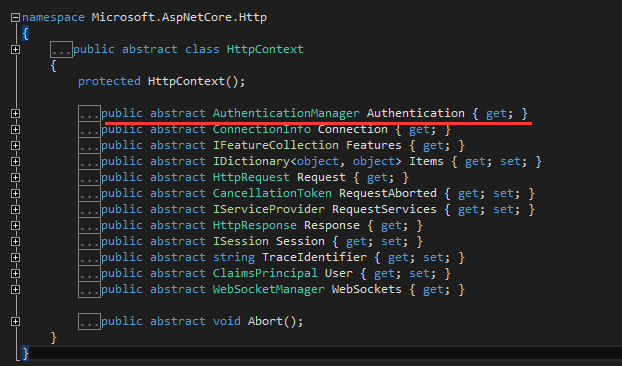 namespace Microsoft.AspNetCore.Http
{
...public abstract class HttpContext
{
protected HttpContext();
...public abstract AuthenticationManager Authentication { get; }
...public abstract ConnectionInfo Connection { get; }
...public abstract IFeatureCollection Features { get; }
...public abstract IDictionary<object, object> Items { get; set; }
...public abstract HttpRequest Request { get; }
...public abstract CancellationToken RequestAborted { get; set; }
...public abstract IServiceProvider RequestServices { get; set; }
...public abstract HttpResponse Response { get; }
...public abstract ISession Session { get; set; }
...public abstract string TraceIdentifier { get; set; }
...public abstract ClaimsPrincipal User { get; set; }
...public abstract WebSocketManager WebSockets { get; }
...public abstract void Abort();
}
}